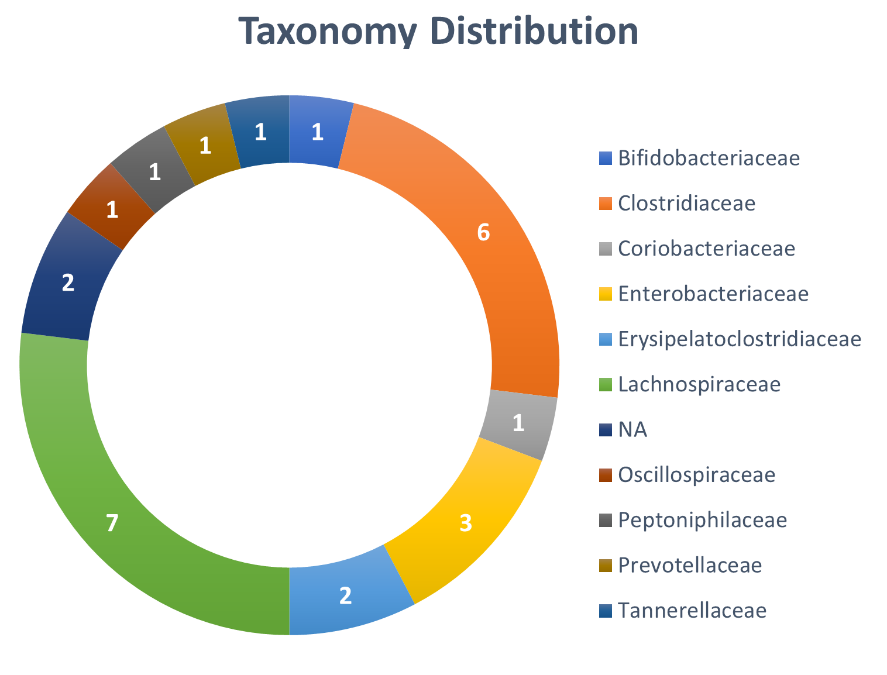 Taxonomy Distribution
1
6
1
3
2
7
2
1
1
1
1
Bifidobacteriaceae
Clostridiaceae
Coriobacteriaceae
Enterobacteriaceae
Erysipelatoclostridiaceae
Lachnospiraceae
NA
Oscillospiraceae
Peptoniphilaceae
Prevotellaceae
Tannerellaceae